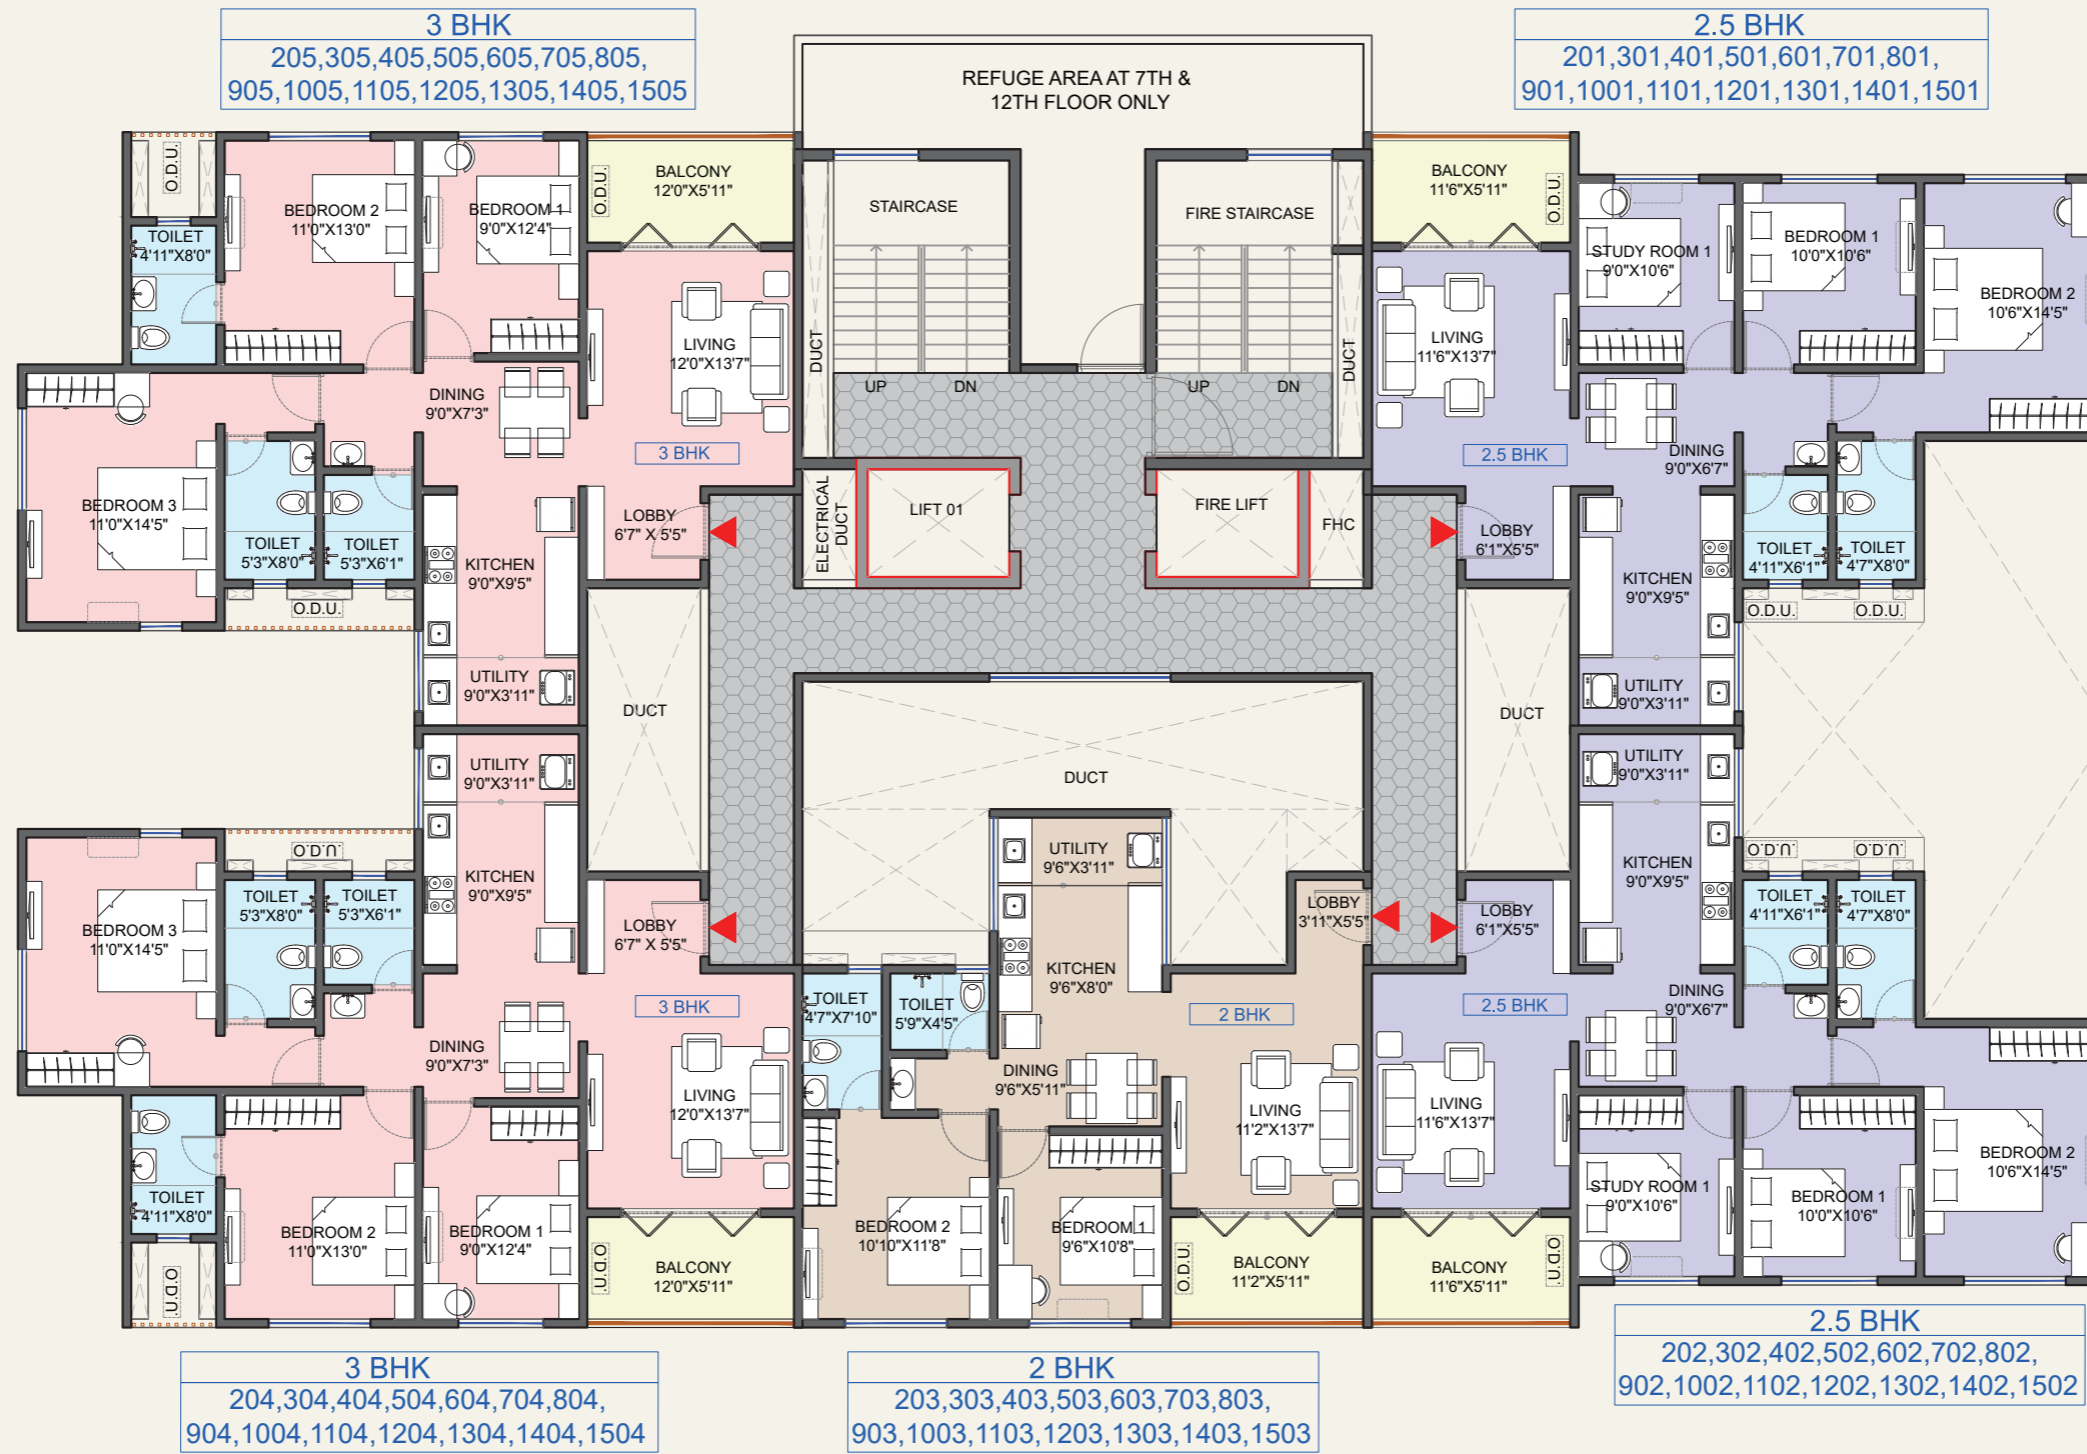 3 BHK
205,305,405,505,605,705,805,
905,1005,1105,1205,1305,1405,1505
2.5 BHK
201,301,401,501,601,701,801,
901,1001,1101,1201,1301,1401,1501
REFUGE AREA AT 7TH &
12TH FLOOR ONLY
O.D.U.
BEDROOM 2
11'0"X13'0"
BEDROOM 1
9'0"X12'4"
O.D.U.
BALCONY
12'0"X5'11"
TOILET
4'11"X8'0"
STAIRCASE
FIRE STAIRCASE
BALCONY
11'6"X5'11"
O.D.U.
STUDY ROOM 1
9'0"X10'6"
BEDROOM 1
10'0"X10'6"
BEDROOM 2
10'6"X14'5"
LIVING
12'0"X13'7"
DUCT
UP
DN
UP
DN
DUCT
LIVING
11'6"X13'7"
DINING
9'0"X7'3"
3 BHK
2.5 BHK
DINING
9'0"X6'7"
BEDROOM 3
11'0"X14'5"
TOILET
5'3"X8'0"
TOILET
5'3"X6'1"
O.D.U.
KITCHEN
9'0"X9'5"
LOBBY
6'7" X 5'5"
ELECTRICAL
DUCT
LIFT 01
FIRE LIFT
FHC
LOBBY
6'1"X5'5"
KITCHEN
9'0"X9'5"
TOILET
4'11"X6'1"
TOILET
4'7"X8'0"
O.D.U.
O.D.U.
UTILITY
9'0"X3'11"
DUCT
DUCT
UTILITY
9'0"X3'11"
UTILITY
9'0"X3'11"
DUCT
UTILITY
9'0"X3'11"
O.D.U.
KITCHEN
9'0"X9'5"
UTILITY
9'6"X3'11"
KITCHEN
9'0"X9'5"
O.D.U.
O.D.U.
BEDROOM 3
11'0"X14'5"
TOILET
5'3"X8'0"
TOILET
5'3"X6'1"
LOBBY
6'7" X 5'5"
LOBBY
3'11"X5'5"
LOBBY
6'1"X5'5"
TOILET
4'11"X6'1"
TOILET
4'7"X8'0"
KITCHEN
9'6"X8'0"
3 BHK
TOILET
4'7"X7'10"
TOILET
5'9"X4'5"
2 BHK
2.5 BHK
DINING
9'0"X6'7"
DINING
9'0"X7'3"
DINING
9'6"X5'11"
LIVING
12'0"X13'7"
LIVING
11'2"X13'7"
LIVING
11'6"X13'7"
TOILET
4'11"X8'0"
BEDROOM 2
11'0"X13'0"
BEDROOM 1
9'0"X12'4"
BEDROOM 2
10'10"X11'8"
BEDROOM 1
9'6"X10'8"
STUDY ROOM 1
9'0"X10'6"
BEDROOM 1
10'0"X10'6"
BEDROOM 2
10'6"X14'5"
O.D.U.
O.D.U.
BALCONY
12'0"X5'11"
O.D.U.
BALCONY
11'2"X5'11"
BALCONY
11'6"X5'11"
O.D.U.
3 BHK
204,304,404,504,604,704,804,
904,1004,1104,1204,1304,1404,1504
2 BHK
203,303,403,503,603,703,803,
903,1003,1103,1203,1303,1403,1503
2.5 BHK
202,302,402,502,602,702,802,
902,1002,1102,1202,1302,1402,1502